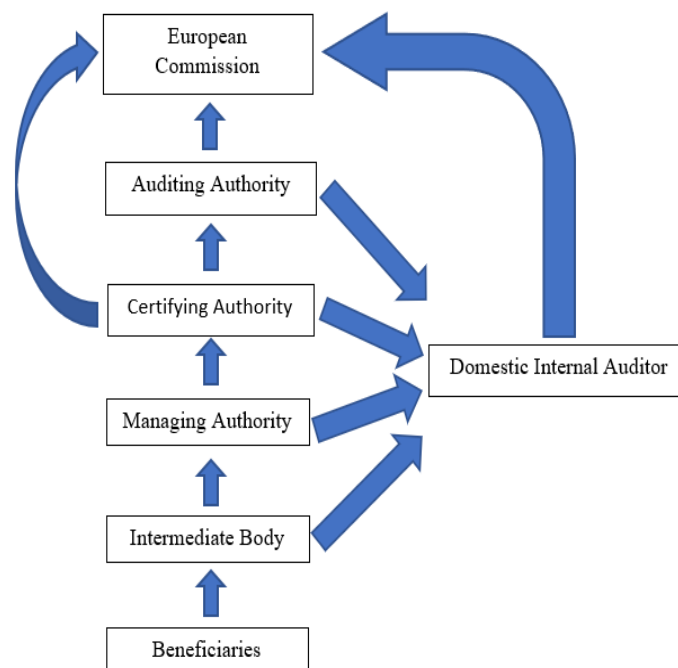 European
Commission
Auditing Authority
Certifying Authority
Domestic Internal Auditor
Managing Authority
Intermediate Body
Beneficiaries